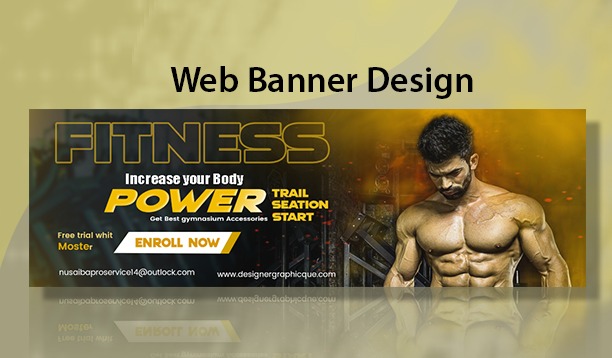 Web Banner Design
FITNESS
Increase your Body
POWER
TRAIL
SEATION
START
Get Best gymnasium Accessories
Free trial whit
Moster
ENROLL NOW
nusaibaproservice14@outlock.com
www.designergraphicque.com